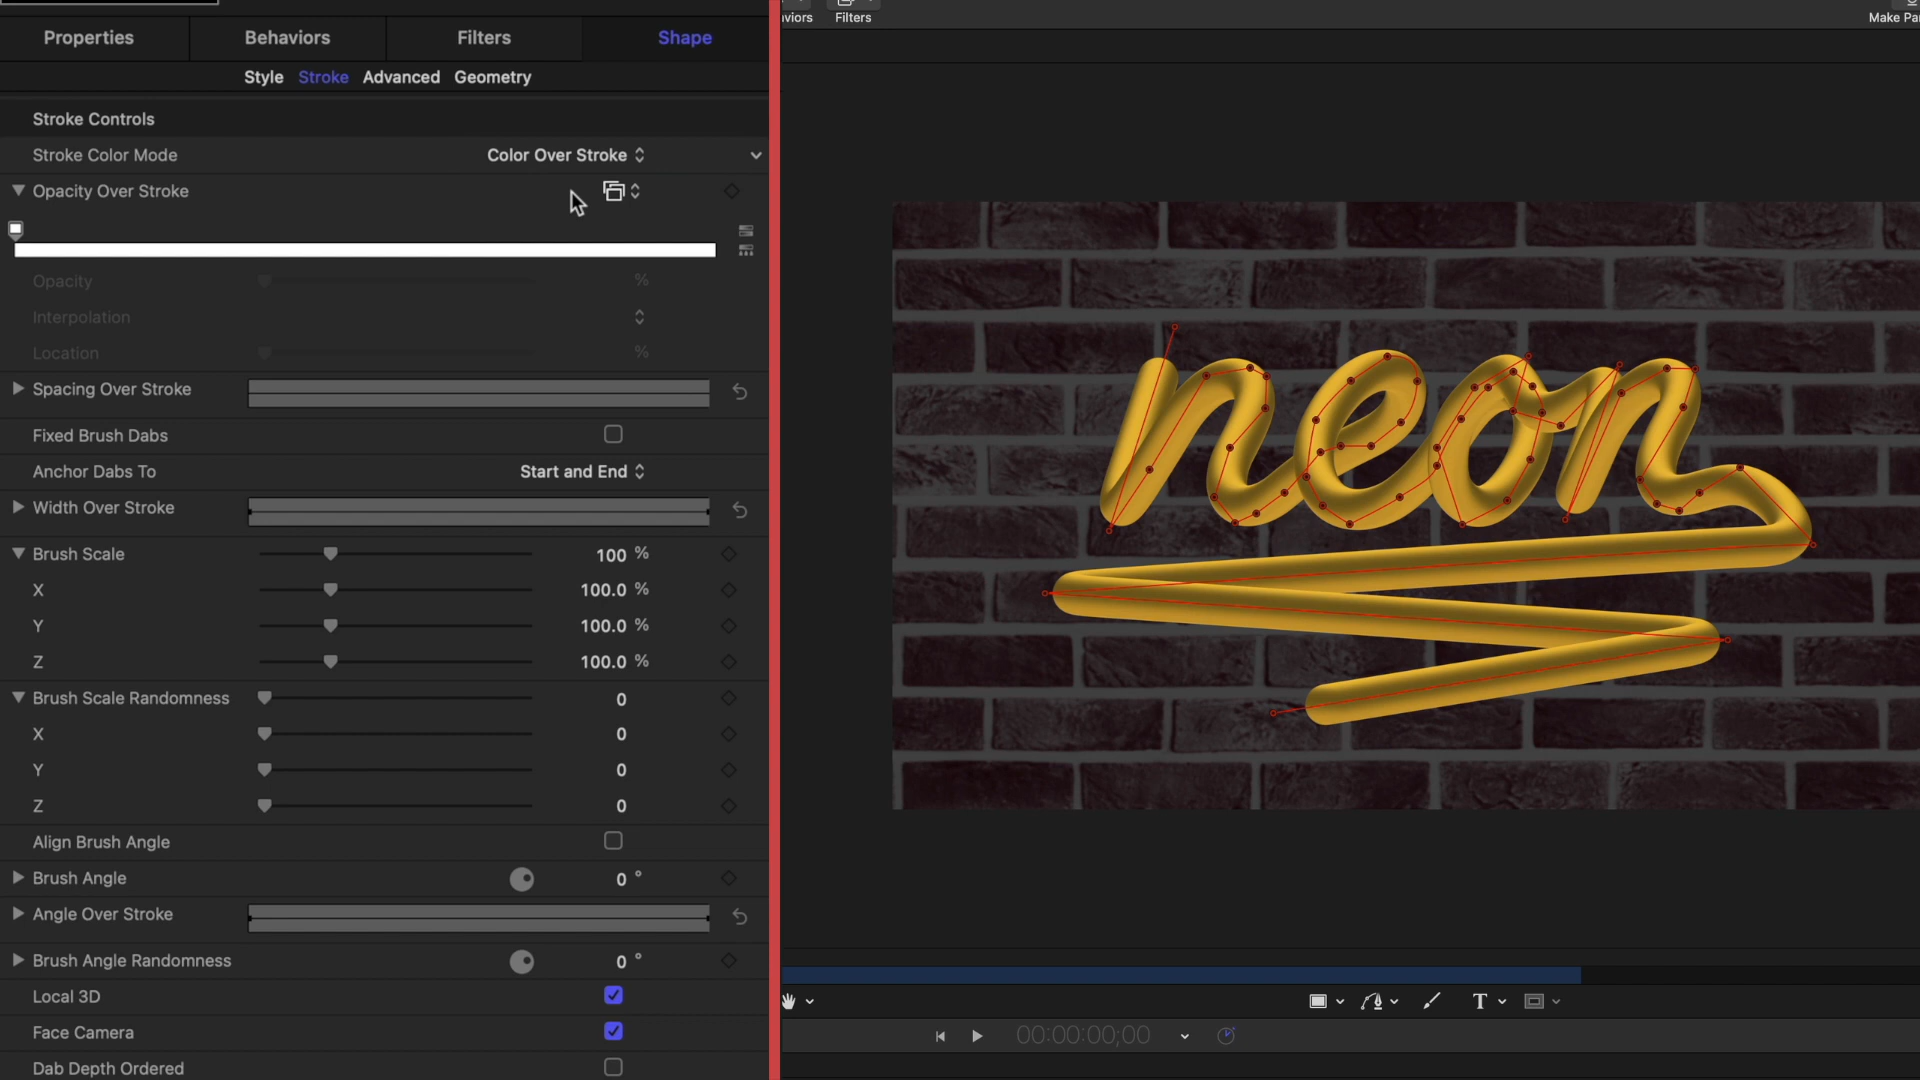 Properties Behaviors Filters Shape
Style Stroke Advanced Geometry
Stroke Controls
Stroke Color Mode Color Over Stroke
Opacity Over Stroke
Opacity %
Interpolation
Location %
Spacing Over Stroke
Fixed Brush Dabs
Anchor Dabs To Start and End
Width Over Stroke
Brush Scale 100 %
X 100.0 %
Y 100.0 %
Z 100.0 %
Brush Scale Randomness 0
X 0
Y 0
Z 0
Align Brush Angle
Brush Angle 0 °
Angle Over Stroke
Brush Angle Randomness 0 °
Local 3D
Face Camera
Dab Depth Ordered
viors Filters
Make Par
neon
T
00:00:00;00